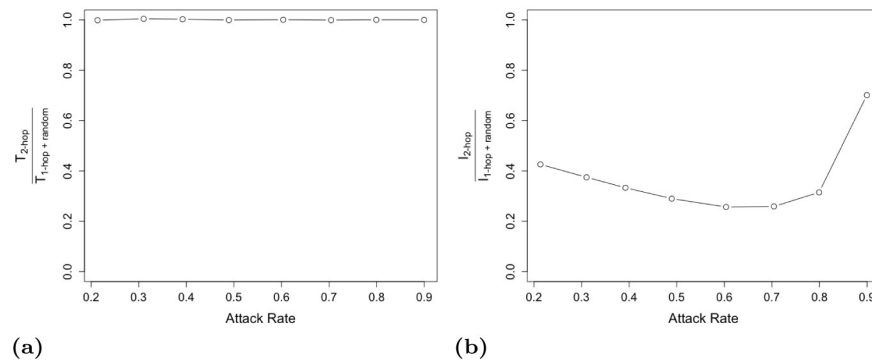 T2-hop
T1-hop + random
0.0 0.2 0.4 0.6 0.8 1.0
0.2 0.3 0.4 0.5 0.6 0.7 0.8 0.9
Attack Rate
(a)
I2-hop
I1-hop + random
0.0 0.2 0.4 0.6 0.8 1.0
0.2 0.3 0.4 0.5 0.6 0.7 0.8 0.9
Attack Rate
(b)